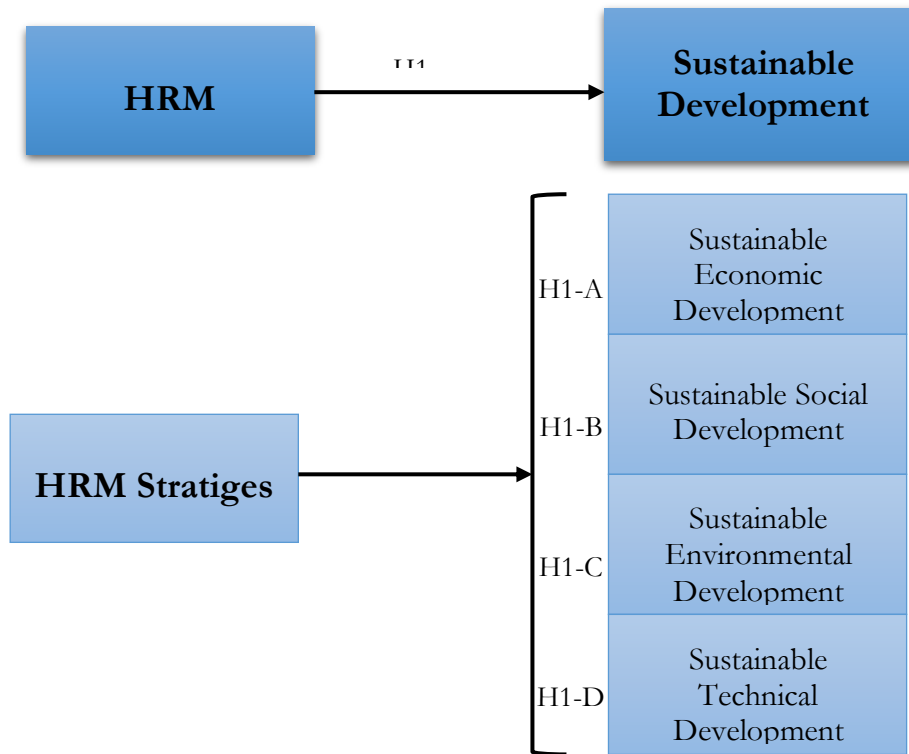 HRM
H1
Sustainable
Development
H1-A
Sustainable
Economic
Development
H1-B
Sustainable Social
Development
HRM Stratiges
H1-C
Sustainable
Environmental
Development
H1-D
Sustainable
Technical
Development